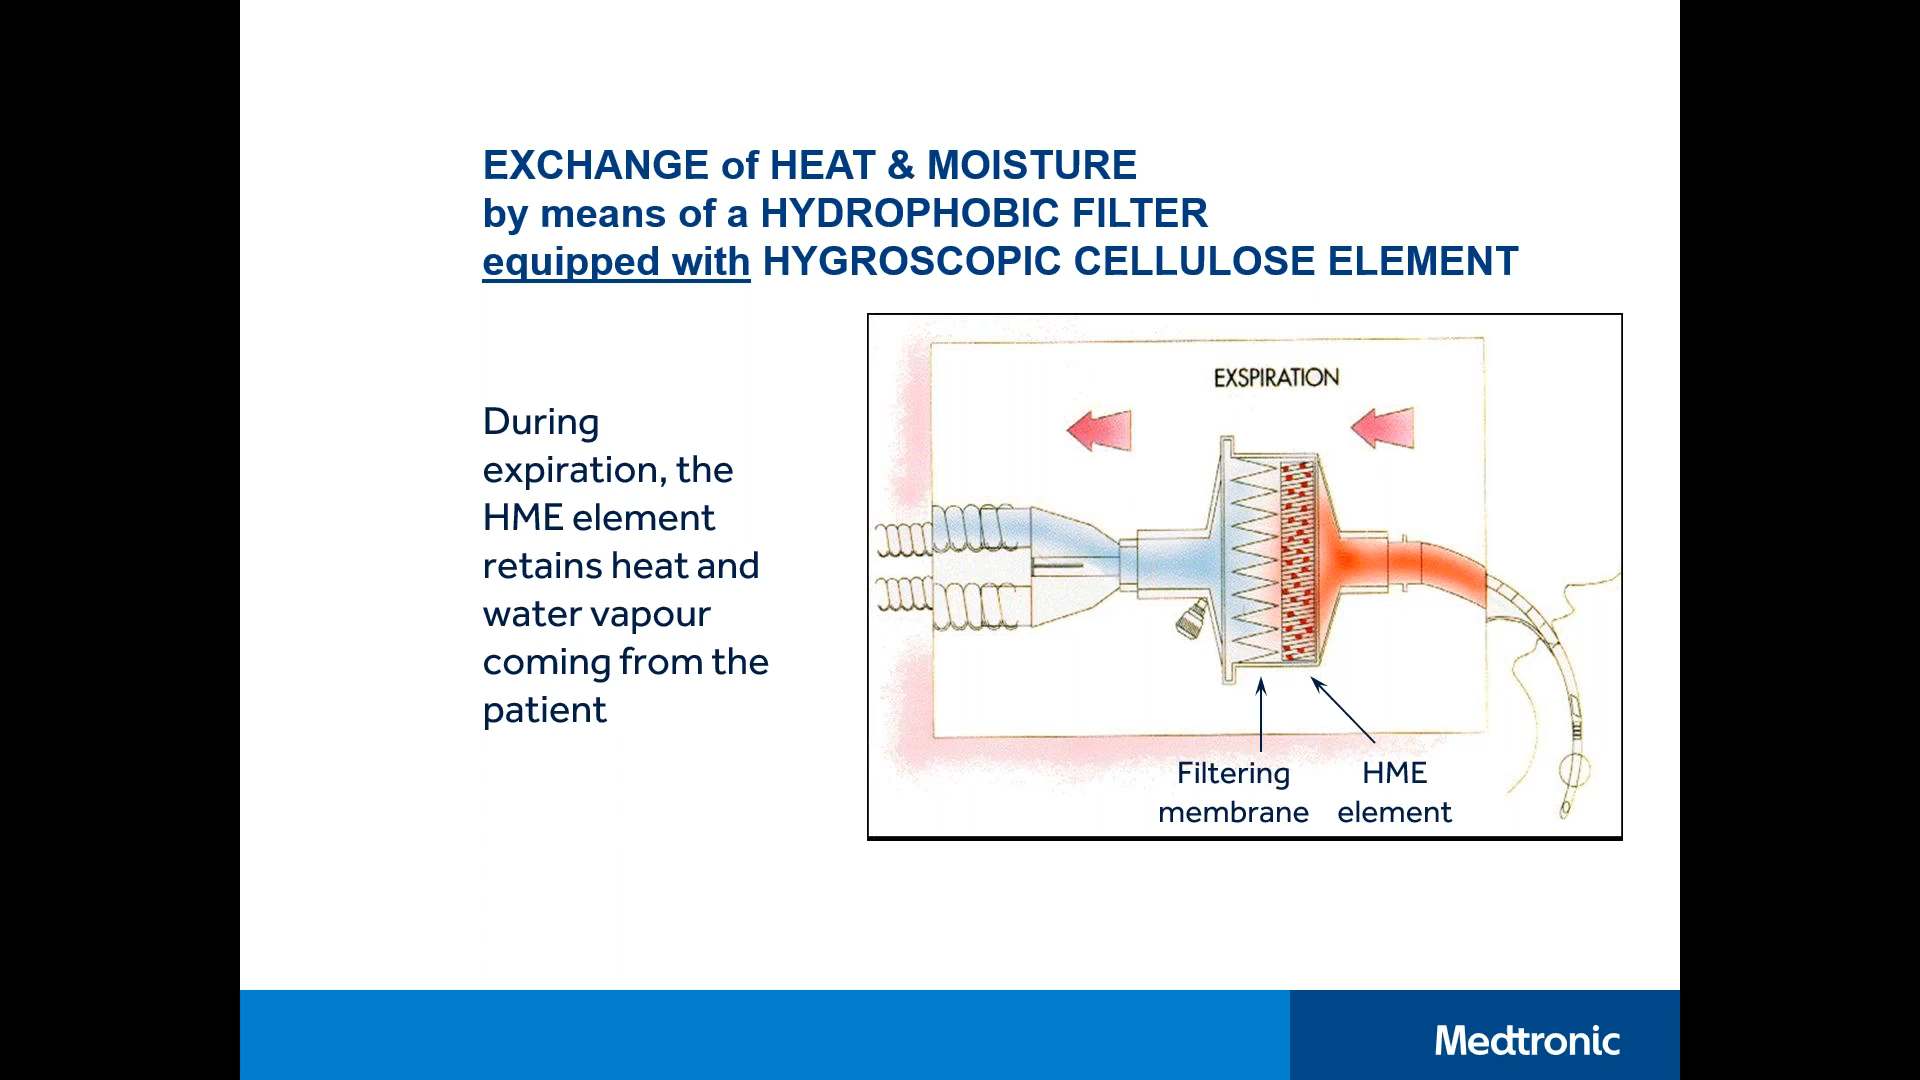 EXCHANGE of HEAT & MOISTURE
by means of a HYDROPHOBIC FILTER
equipped with HYGROSCOPIC CELLULOSE ELEMENT
During
expiration, the
HME element
retains heat and
water vapour
coming from the
patient
EXSPIRATION
Filtering
membrane
HME
element
Medtronic